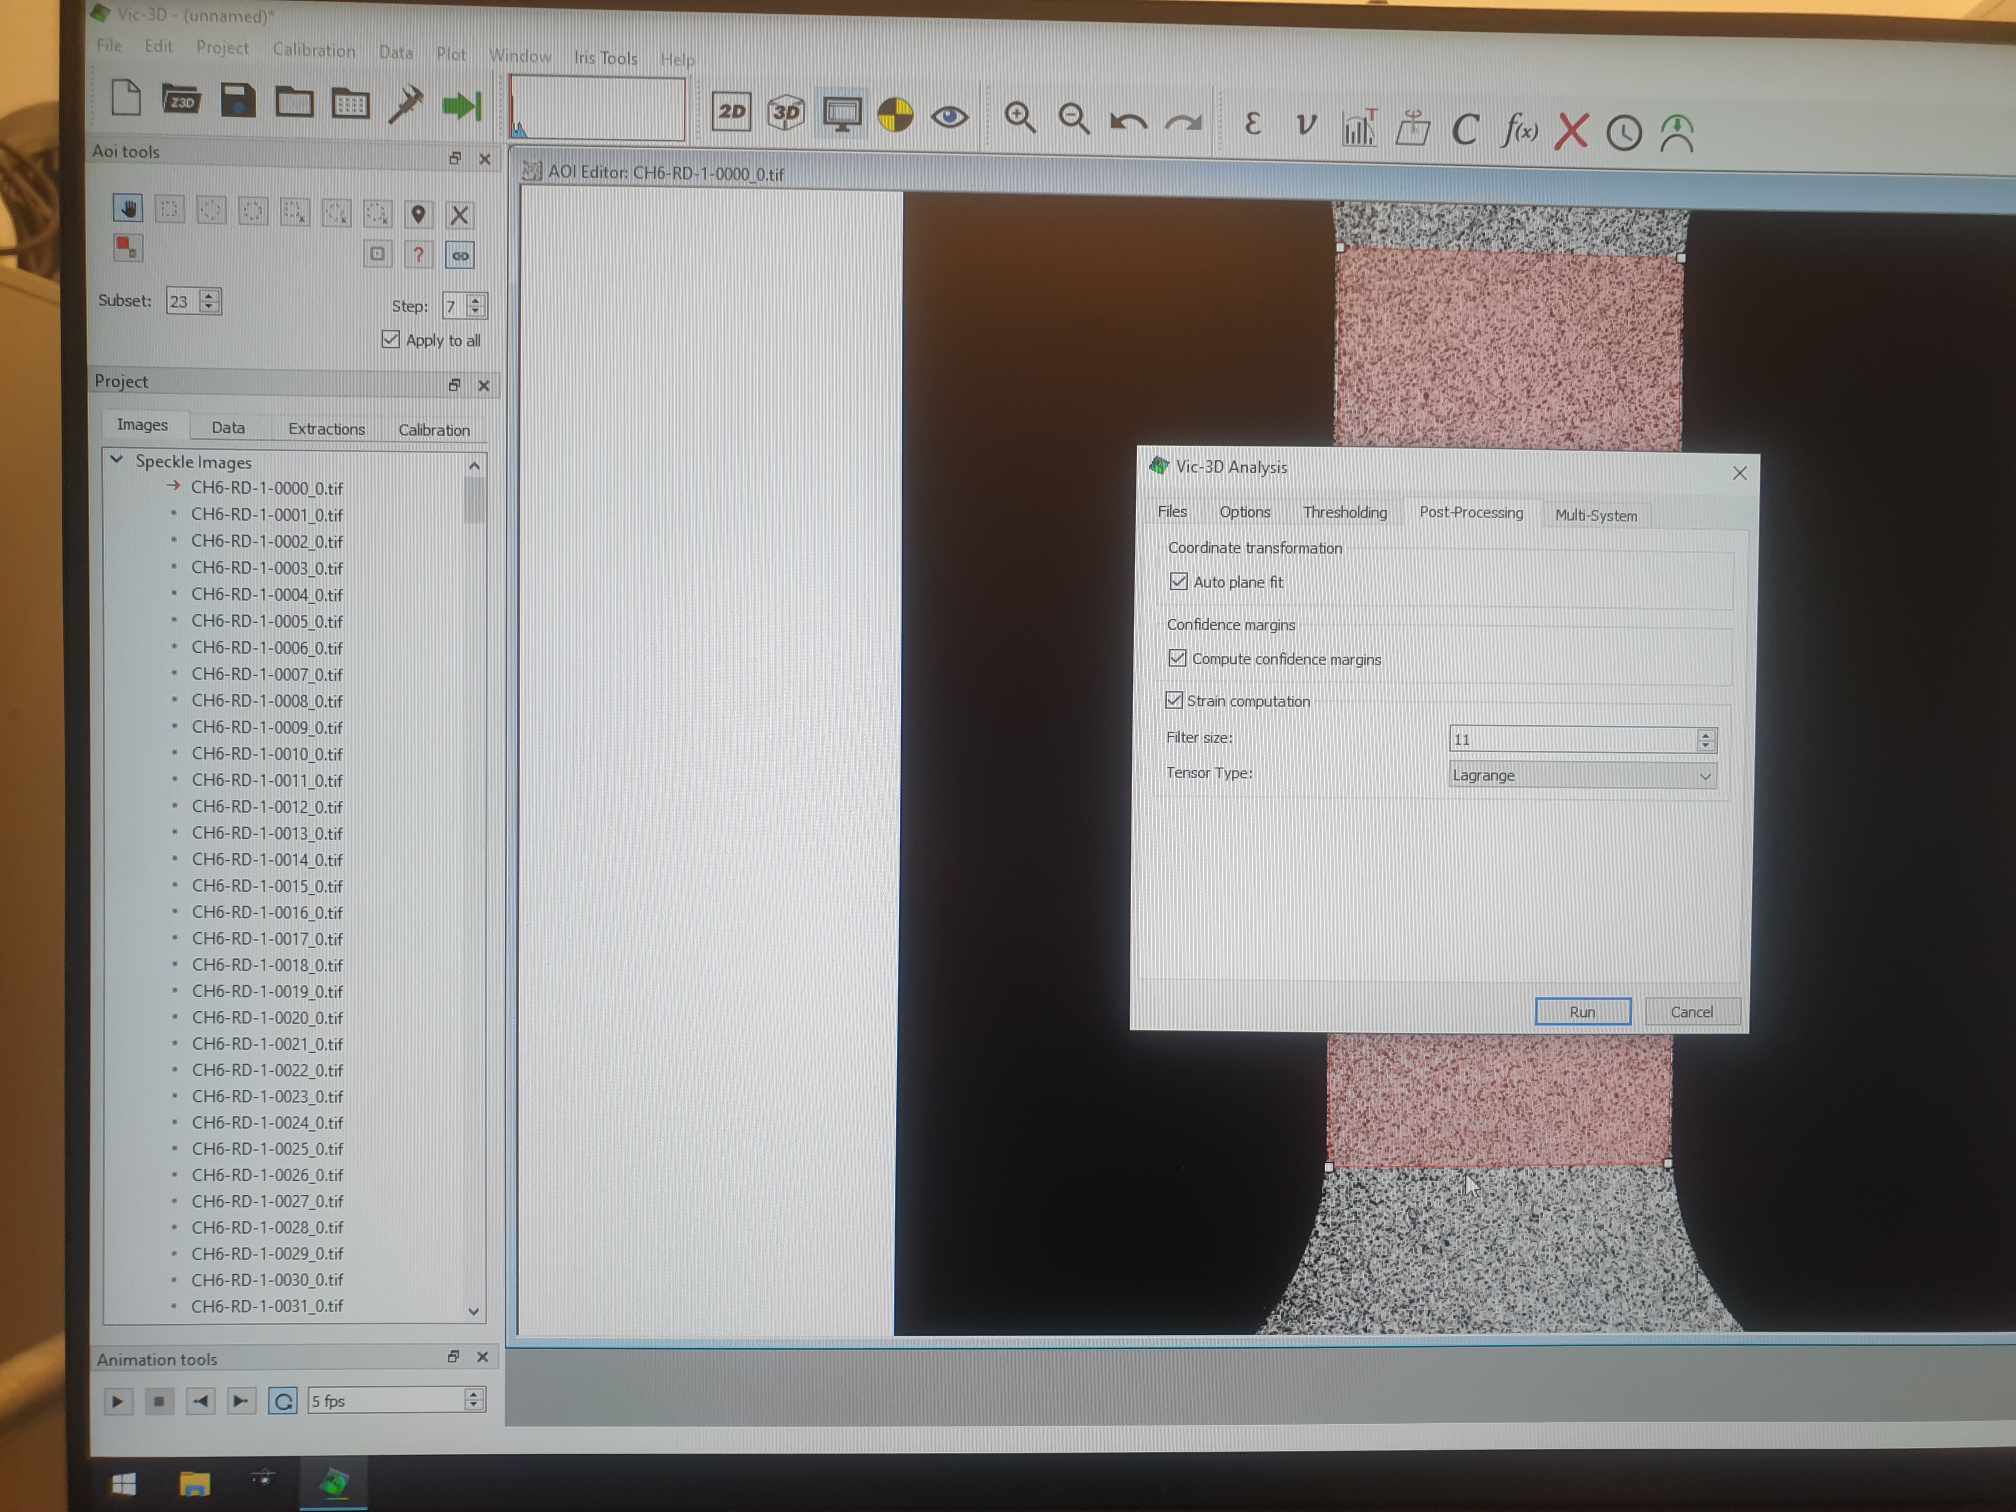 Vic-3D - (unnamed)*
File Edit Project Calibration Data Plot Window Iris Tools Help
Z3D
2D 3D ε ν T C f(x)
Aoi tools
AOI Editor: CH6-RD-1-0000_0.tif
?
Subset: 23 Step: 7
Apply to all
Project
Images Data Extractions Calibration
Speckle Images
CH6-RD-1-0000_0.tif
CH6-RD-1-0001_0.tif
CH6-RD-1-0002_0.tif
CH6-RD-1-0003_0.tif
CH6-RD-1-0004_0.tif
CH6-RD-1-0005_0.tif
CH6-RD-1-0006_0.tif
CH6-RD-1-0007_0.tif
CH6-RD-1-0008_0.tif
CH6-RD-1-0009_0.tif
CH6-RD-1-0010_0.tif
CH6-RD-1-0011_0.tif
CH6-RD-1-0012_0.tif
CH6-RD-1-0013_0.tif
CH6-RD-1-0014_0.tif
CH6-RD-1-0015_0.tif
CH6-RD-1-0016_0.tif
CH6-RD-1-0017_0.tif
CH6-RD-1-0018_0.tif
CH6-RD-1-0019_0.tif
CH6-RD-1-0020_0.tif
CH6-RD-1-0021_0.tif
CH6-RD-1-0022_0.tif
CH6-RD-1-0023_0.tif
CH6-RD-1-0024_0.tif
CH6-RD-1-0025_0.tif
CH6-RD-1-0026_0.tif
CH6-RD-1-0027_0.tif
CH6-RD-1-0028_0.tif
CH6-RD-1-0029_0.tif
CH6-RD-1-0030_0.tif
CH6-RD-1-0031_0.tif
Animation tools
5 fps
Vic-3D Analysis
Files Options Thresholding Post-Processing Multi-System
Coordinate transformation
Auto plane fit
Confidence margins
Compute confidence margins
Strain computation
Filter size: 11
Tensor Type: Lagrange
Run Cancel